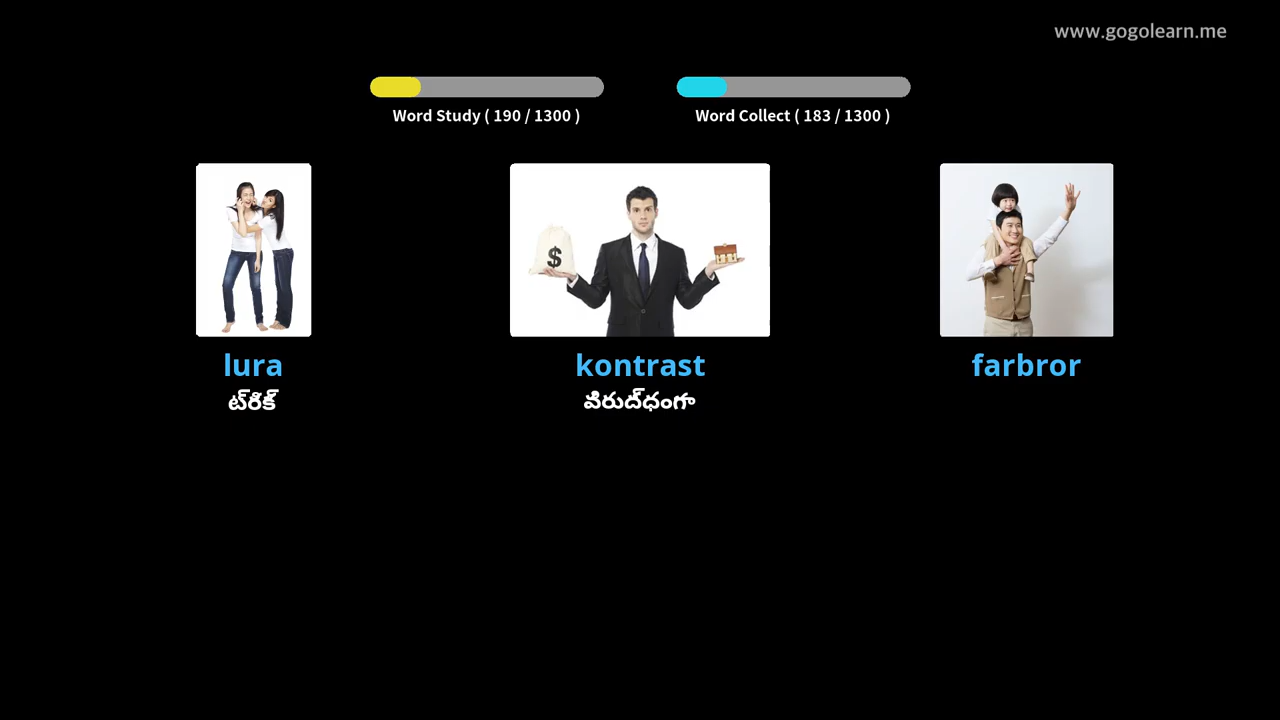 www.gogolearn.me
Word Study ( 190 / 1300 )
Word Collect ( 183 / 1300 )
$
lura
kontrast
farbror
ట్రిక్
విరుద్ధంగా